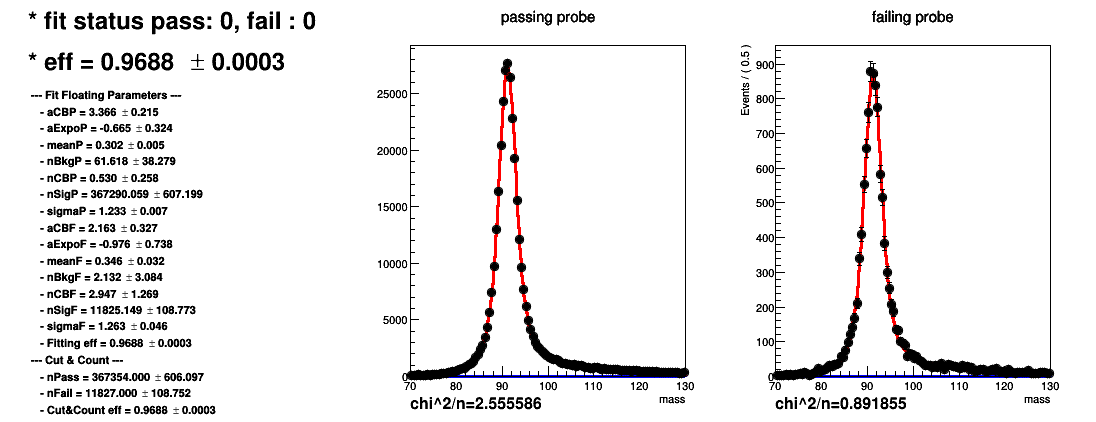 * fit status pass: 0, fail : 0
* eff = 0.9688 ± 0.0003
--- Fit Floating Parameters ---
- aCBP = 3.366 ± 0.215
- aExpoP = -0.665 ± 0.324
- meanP = 0.302 ± 0.005
- nBkgP = 61.618 ± 38.279
- nCBP = 0.530 ± 0.258
- nSigP = 367290.059 ± 607.199
- sigmaP = 1.233 ± 0.007
- aCBF = 2.163 ± 0.327
- aExpoF = -0.976 ± 0.738
- meanF = 0.346 ± 0.032
- nBkgF = 2.132 ± 3.084
- nCBF = 2.947 ± 1.269
- nSigF = 11825.149 ± 108.773
- sigmaF = 1.263 ± 0.046
- Fitting eff = 0.9688 ± 0.0003
--- Cut & Count ---
- nPass = 367354.000 ± 606.097
- nFail = 11827.000 ± 108.752
- Cut&Count eff = 0.9688 ± 0.0003
passing probe
25000
20000
15000
10000
5000
0
70 80 90 100 110 120 130
mass
chi^2/n=2.555586
failing probe
Events / ( 0.5 )
900
800
700
600
500
400
300
200
100
0
70 80 90 100 110 120 130
mass
chi^2/n=0.891855